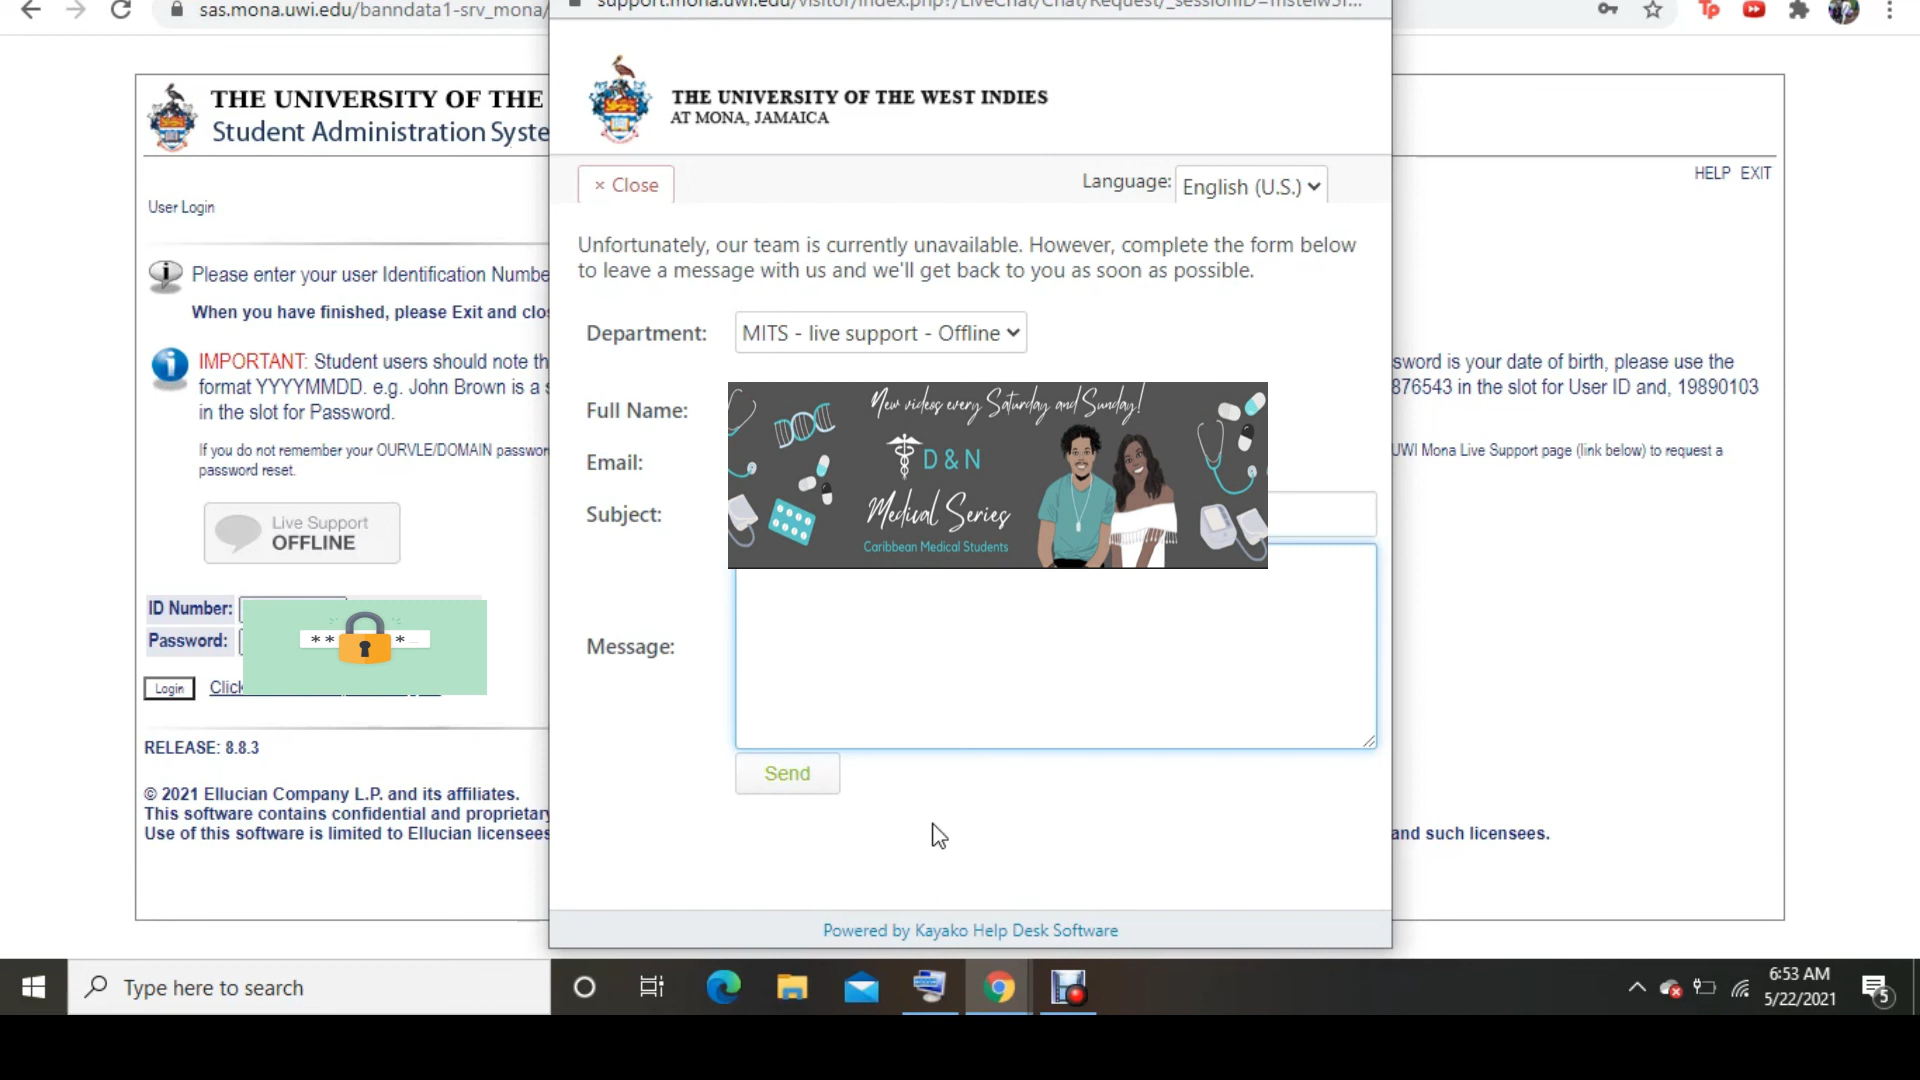 sas.mona.uwi.edu/banndata1-srv_mona/
support.mona.uwi.edu/visitor/index.php?/LiveChat/Chat/Request/_sessionID=
Tp
THE UNIVERSITY OF THE
Student Administration Syste
HELP EXIT
User Login
Please enter your user Identification Numbe
When you have finished, please Exit and clo
IMPORTANT: Student users should note th
sword is your date of birth, please use the
format YYYYMMDD. e.g. John Brown is a s
876543 in the slot for User ID and, 19890103
in the slot for Password.
If you do not remember your OURVLE/DOMAIN passwor
UWI Mona Live Support page (link below) to request a
password reset.
Live Support
OFFLINE
ID Number:
Password:
** *
Login
Click
RELEASE: 8.8.3
© 2021 Ellucian Company L.P. and its affiliates.
This software contains confidential and proprietary
Use of this software is limited to Ellucian licensees
and such licensees.
THE UNIVERSITY OF THE WEST INDIES
AT MONA, JAMAICA
× Close
Language: English (U.S.)
Unfortunately, our team is currently unavailable. However, complete the form below
to leave a message with us and we'll get back to you as soon as possible.
Department: MITS - live support - Offline
Full Name:
Email:
Subject:
Message:
New videos every Saturday and Sunday!
D & N
Medical Series
Caribbean Medical Students
Send
Powered by Kayako Help Desk Software
Type here to search
6:53 AM
5/22/2021
5